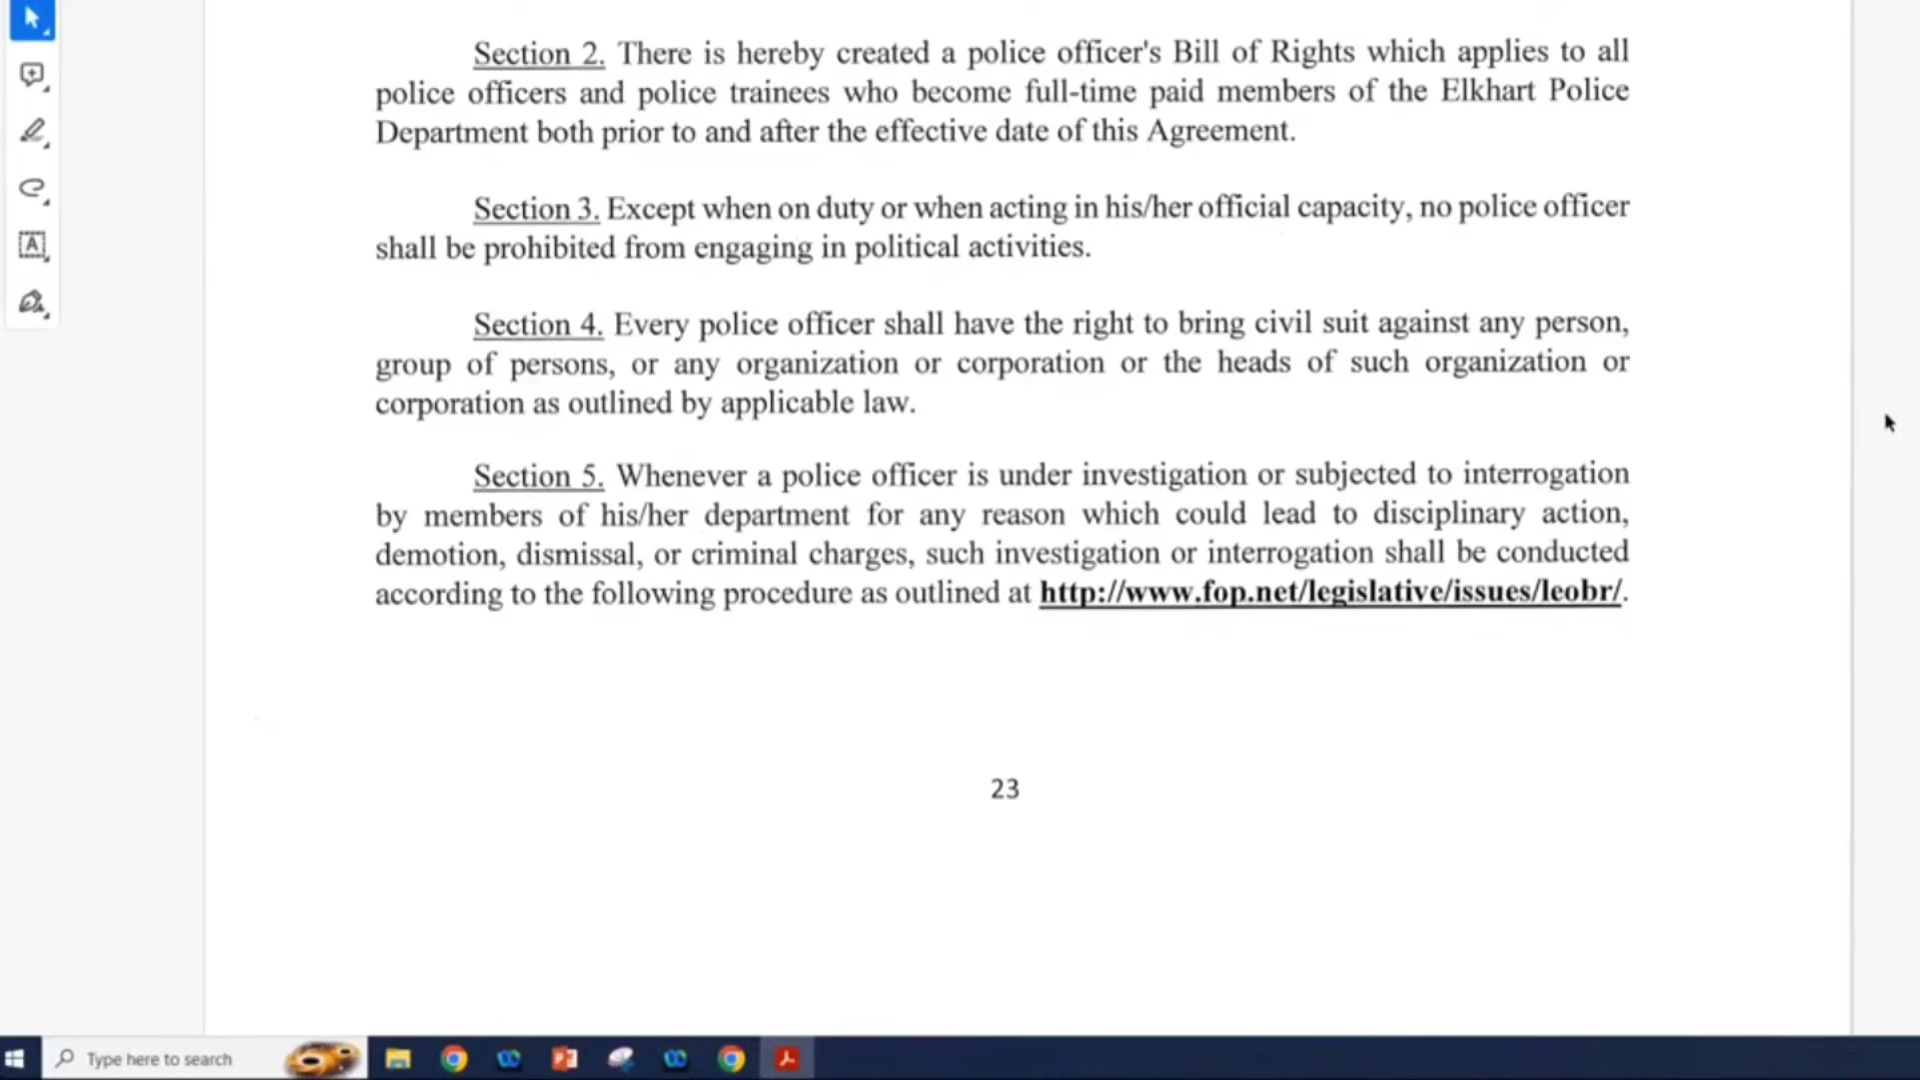 Section 2. There is hereby created a police officer's Bill of Rights which applies to all
police officers and police trainees who become full-time paid members of the Elkhart Police
Department both prior to and after the effective date of this Agreement.
Section 3. Except when on duty or when acting in his/her official capacity, no police officer
shall be prohibited from engaging in political activities.
Section 4. Every police officer shall have the right to bring civil suit against any person,
group of persons, or any organization or corporation or the heads of such organization or
corporation as outlined by applicable law.
Section 5. Whenever a police officer is under investigation or subjected to interrogation
by members of his/her department for any reason which could lead to disciplinary action,
demotion, dismissal, or criminal charges, such investigation or interrogation shall be conducted
according to the following procedure as outlined at http://www.fop.net/legislative/issues/leobr/.
23
Type here to search